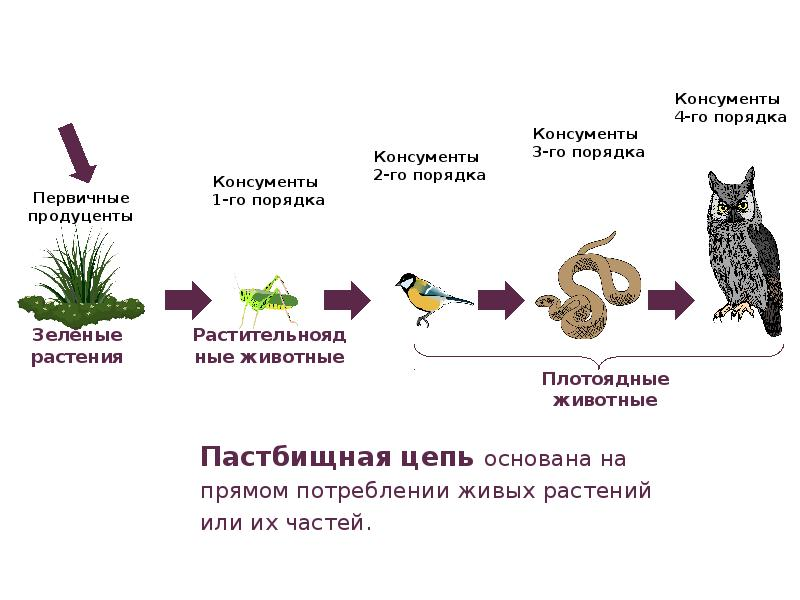 Консументы
4-го порядка
Консументы
3-го порядка
Консументы
2-го порядка
Консументы
1-го порядка
Первичные
продуценты
Зеленые
растения
Растительнояд
ные животные
Плотоядные
животные
Пастбищная цепь основана на
прямом потреблении живых растений
или их частей.